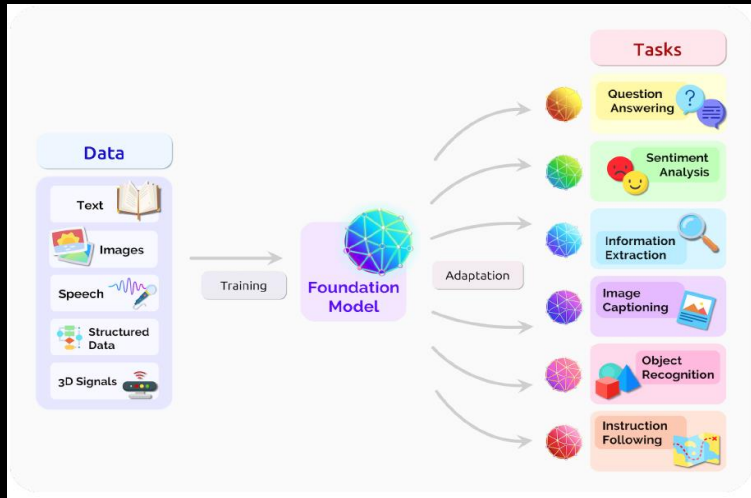 Data
Text
Images
Speech
Structured
Data
3D Signals
Training
Foundation
Model
Adaptation
Tasks
Question
Answering
?
Sentiment
Analysis
Information
Extraction
Image
Captioning
Object
Recognition
Instruction
Following